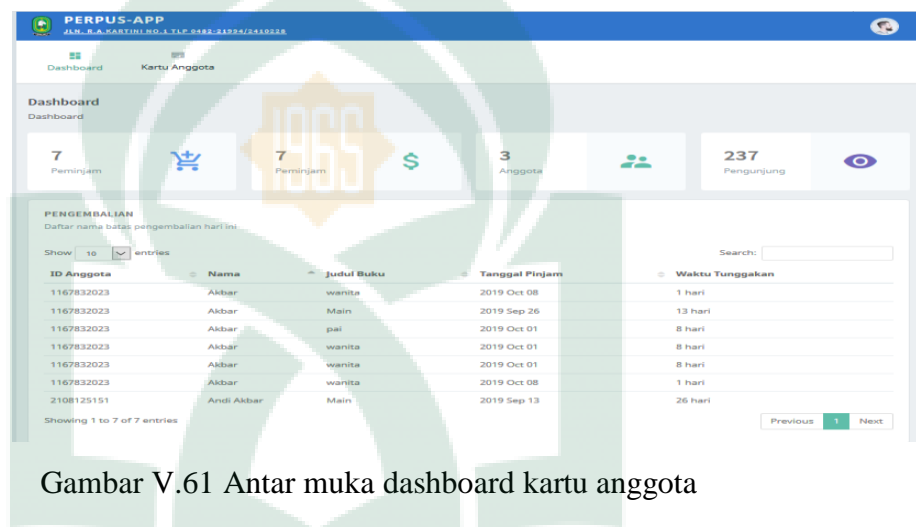 PERPUS-APP
JLN. R.A.KARTINI NO.1 TLP 0482-21994/2410228
Dashboard Kartu Anggota
Dashboard
Dashboard
7 7 3 237
Peminjam Peminjam Anggota Pengunjung
1965
PENGEMBALIAN
Daftar nama batas pengembalian hari ini
Show 10 entries Search:
ID Anggota Nama Judul Buku Tanggal Pinjam Waktu Tunggakan
1167832023 Akbar wanita 2019 Oct 08 1 hari
1167832023 Akbar Main 2019 Sep 26 13 hari
1167832023 Akbar pai 2019 Oct 01 8 hari
1167832023 Akbar wanita 2019 Oct 01 8 hari
1167832023 Akbar wanita 2019 Oct 01 8 hari
1167832023 Akbar wanita 2019 Oct 08 1 hari
2108125151 Andi Akbar Main 2019 Sep 13 26 hari
Showing 1 to 7 of 7 entries Previous 1 Next
Gambar V.61 Antar muka dashboard kartu anggota